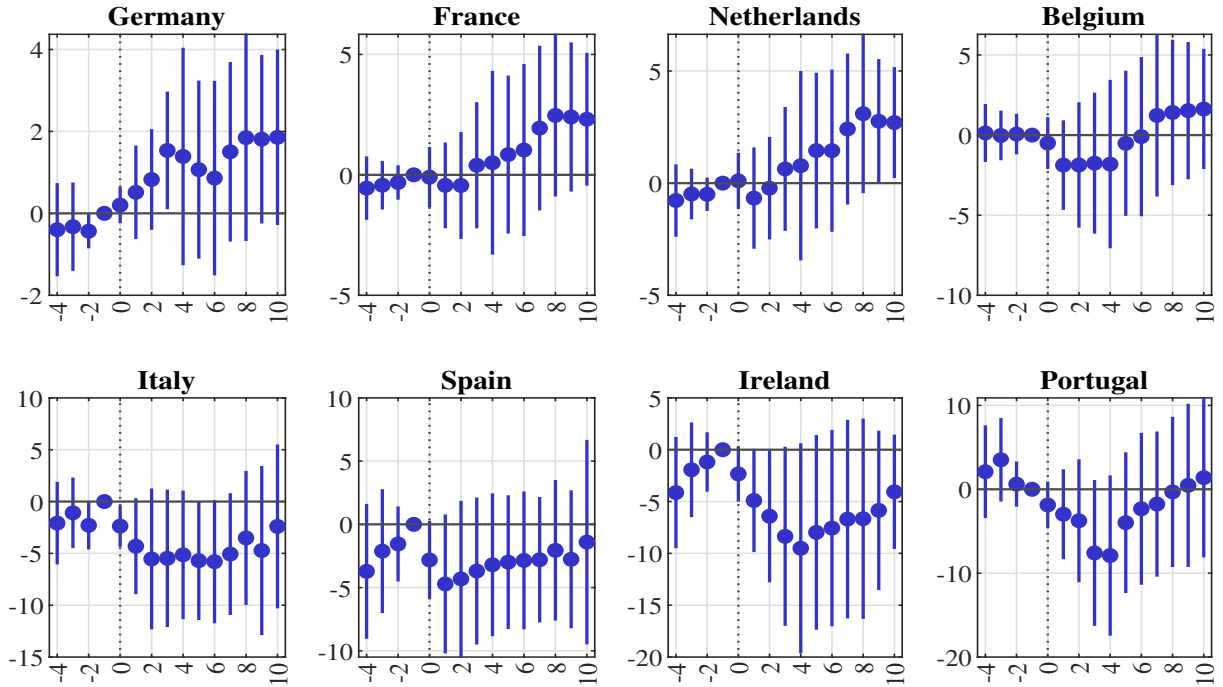 Germany France Netherlands Belgium
4 5 5 5
2 0 0 0
0 -5 -5 -5
-2 -10
-4 -2 0 2 4 6 8 10 -4 -2 0 2 4 6 8 10 -4 -2 0 2 4 6 8 10 -4 -2 0 2 4 6 8 10
Italy Spain Ireland Portugal
10 10 5 10
5 5 0 0
0 0 -5 -10
-5 -5 -10 -20
-10 -10 -15
-15 -20
-4 -2 0 2 4 6 8 10 -4 -2 0 2 4 6 8 10 -4 -2 0 2 4 6 8 10 -4 -2 0 2 4 6 8 10